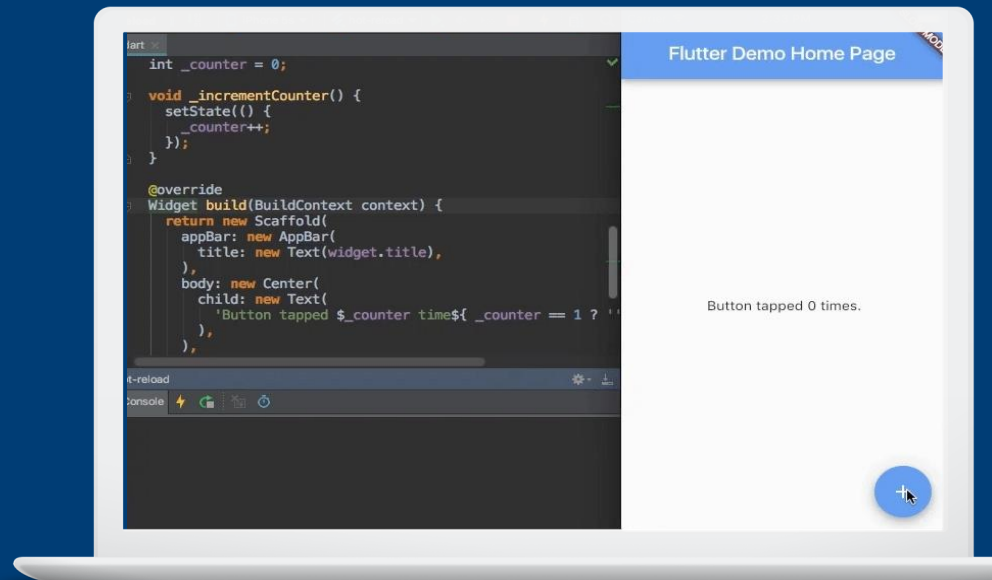 dart
int _counter = 0;
void _incrementCounter() {
setState(() {
_counter++;
});
}
@override
Widget build(BuildContext context) {
return new Scaffold(
appBar: new AppBar(
title: new Text(widget.title),
),
body: new Center(
child: new Text(
'Button tapped $_counter time${ _counter == 1 ? ''
),
),
t-reload
Console
Flutter Demo Home Page
MOD
Button tapped 0 times.
+